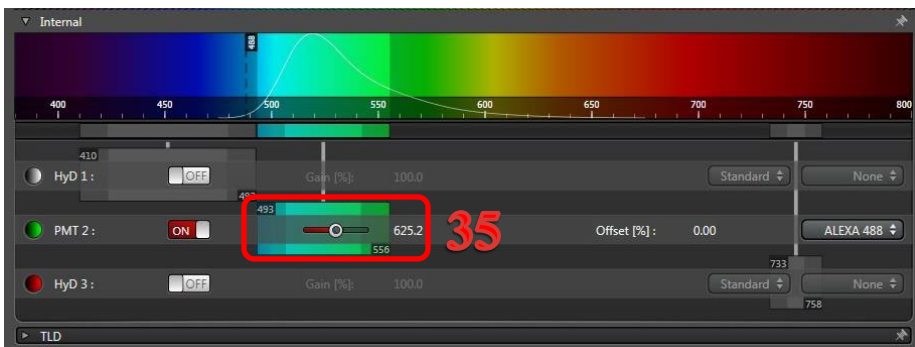 Internal
488
400 450 500 550 600 650 700 750 800
410
HyD 1 : OFF Gain [%]: 100.0 Standard None
493
493
PMT 2 : ON 625.2 35 Offset [%] : 0.00 ALEXA 488
556
733
HyD 3 : OFF Gain [%]: 100.0 Standard None
758
TLD